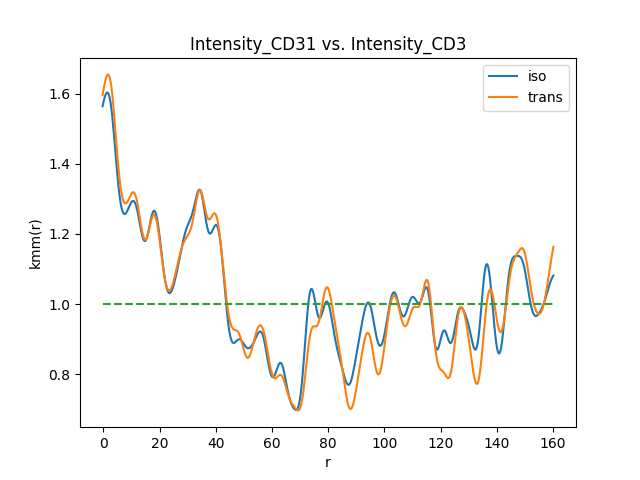 Intensity_CD31 vs. Intensity_CD3
iso
trans
1.6
1.4
1.2
1.0
0.8
kmm(r)
0 20 40 60 80 100 120 140 160
r